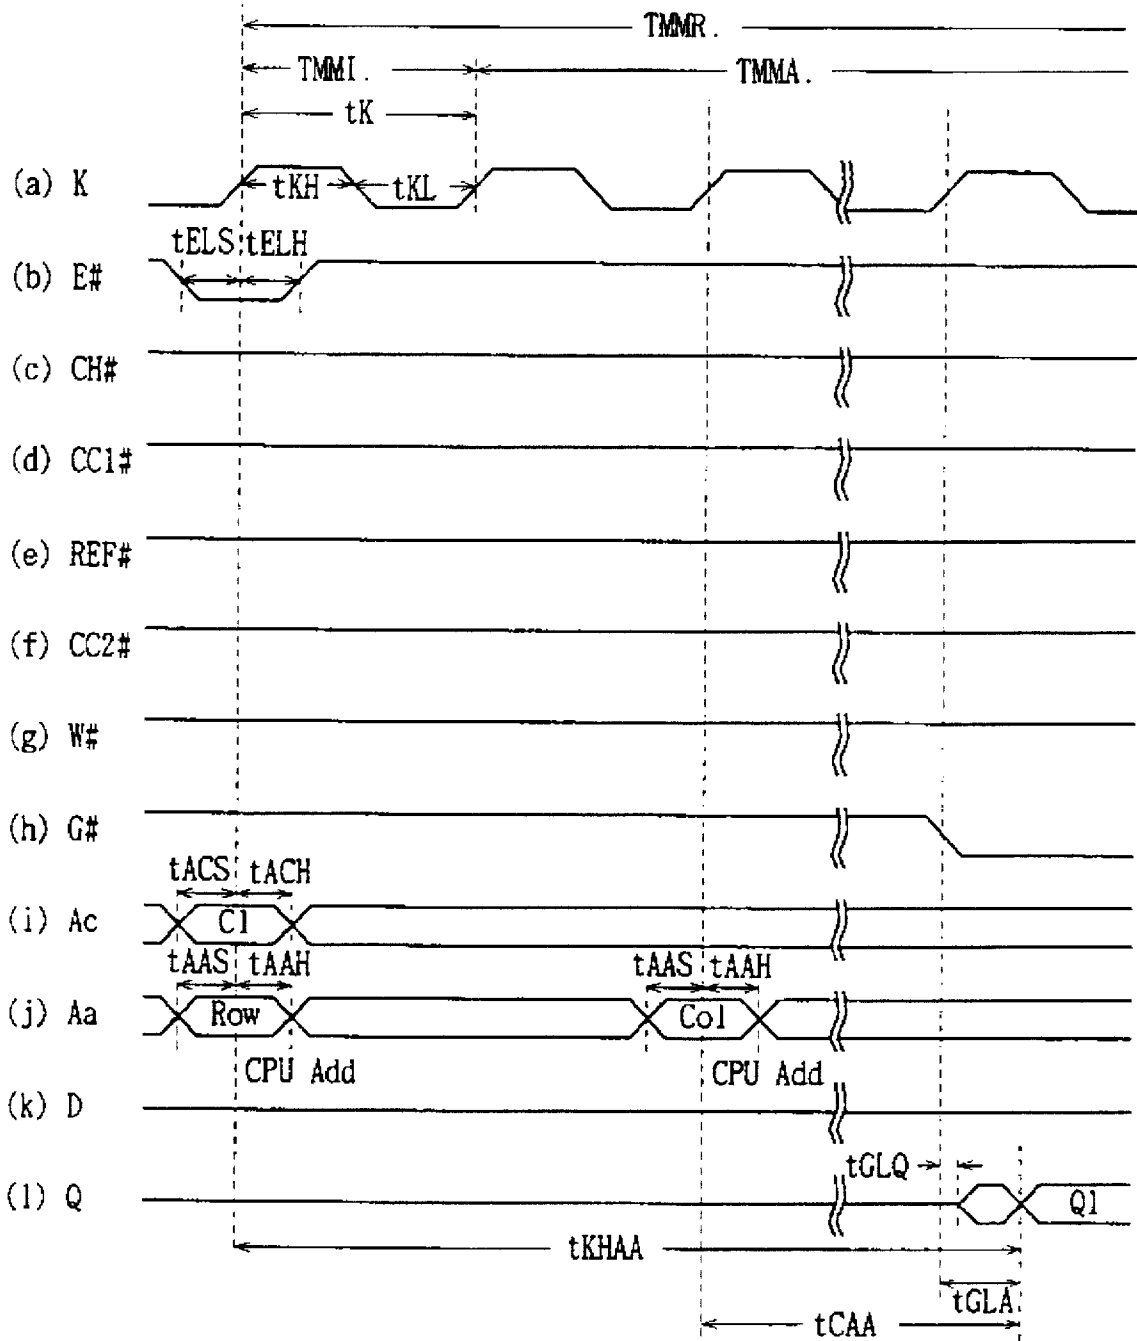 TMMR.
TMMI. TMMA.
tK
(a) K tKH tKL
tELS tELH
(b) E#
(c) CH#
(d) CC1#
(e) REF#
(f) CC2#
(g) W#
(h) G#
tACS tACH
(i) Ac C1
tAAS tAAH tAAS tAAH
(j) Aa Row Col
CPU Add CPU Add
(k) D
tGLQ
(l) Q Q1
tKHAA
tGLA
tCAA